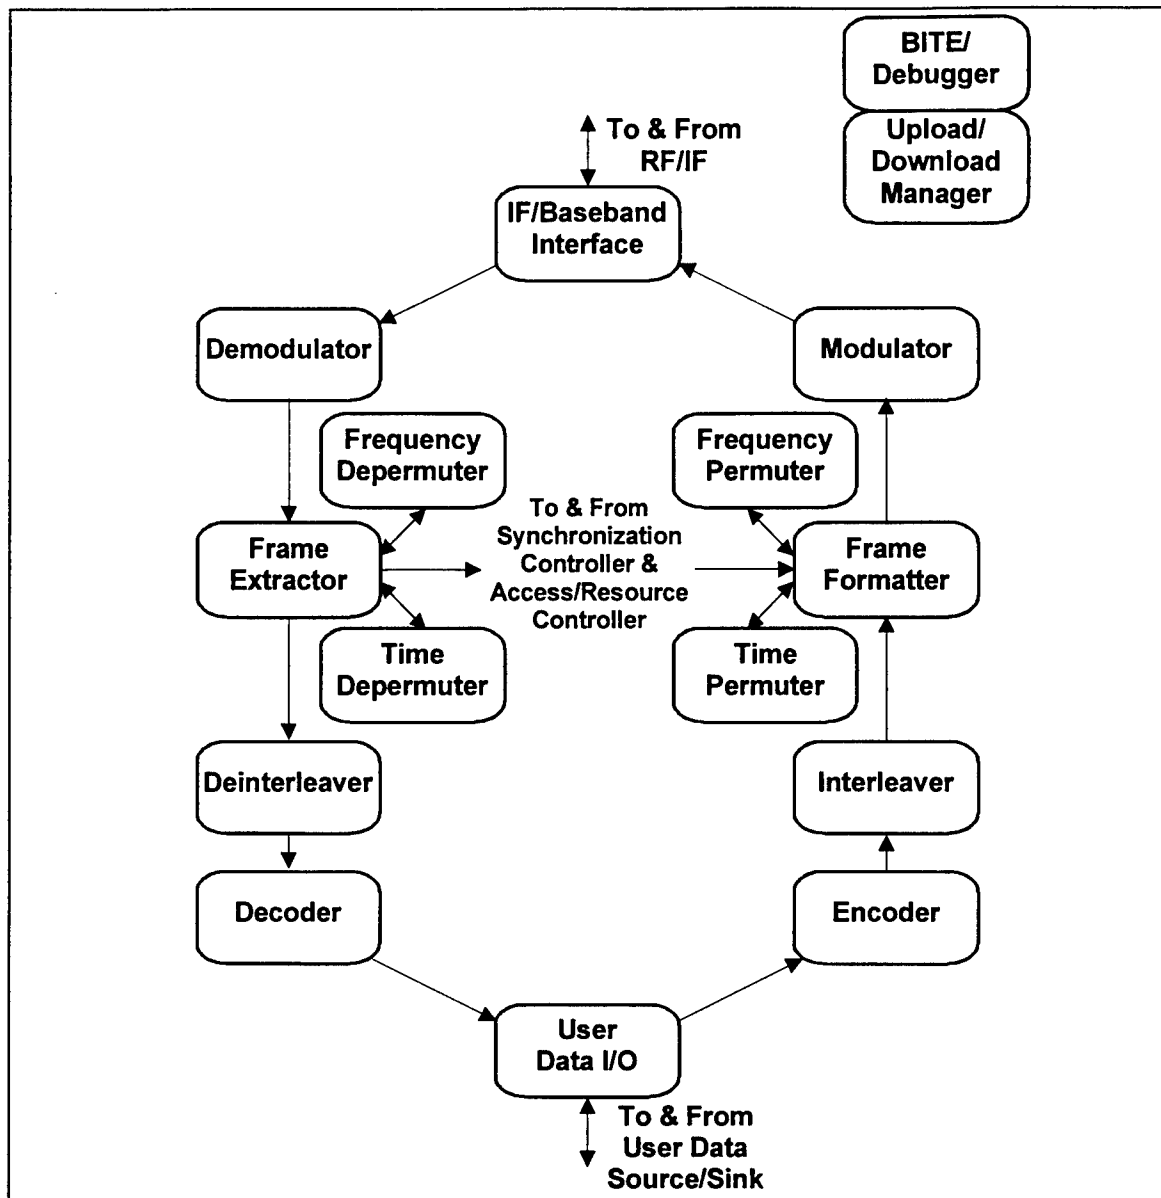 BITE/
Debugger
Upload/
Download
Manager
To & From
RF/IF
IF/Baseband
Interface
Demodulator
Modulator
Frequency
Depermuter
Frequency
Permuter
To & From
Synchronization
Controller &
Access/Resource
Controller
Frame
Extractor
Frame
Formatter
Time
Depermuter
Time
Permuter
Deinterleaver
Interleaver
Decoder
Encoder
User
Data I/O
To & From
User Data
Source/Sink